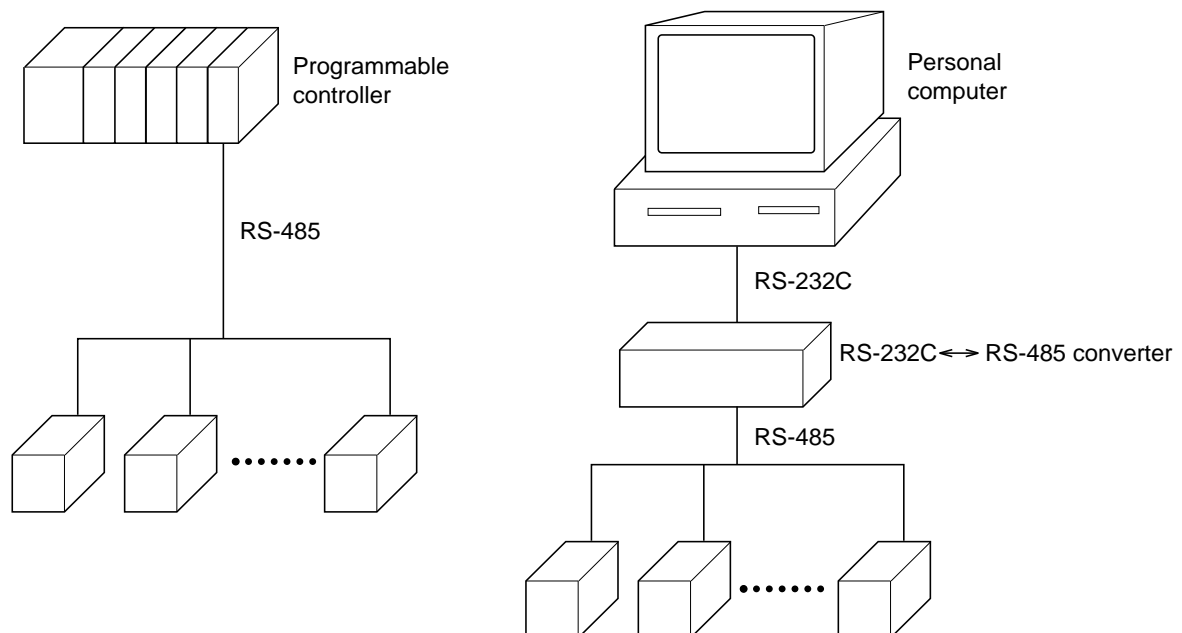 Programmable
controller
RS-485
Personal
computer
RS-232C
RS-232C ↔ RS-485 converter
RS-485